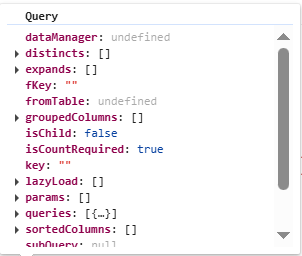 Query
dataManager: undefined
distincts: []
expands: []
fKey: ""
fromTable: undefined
groupedColumns: []
isChild: false
isCountRequired: true
key: ""
lazyLoad: []
params: []
queries: [{…}]
sortedColumns: []
subQuery: null